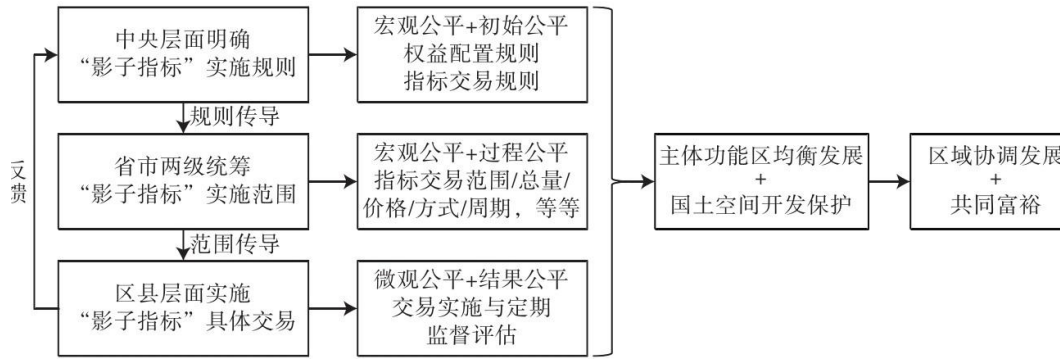 中央层面明确
“影子指标”实施规则
宏观公平+初始公平
权益配置规则
指标交易规则
规则传导
反馈
省市两级统筹
“影子指标”实施范围
宏观公平+过程公平
指标交易范围/总量/
价格/方式/周期，等等
主体功能区均衡发展
+
国土空间开发保护
区域协调发展
+
共同富裕
范围传导
区县层面实施
“影子指标”具体交易
微观公平+结果公平
交易实施与定期
监督评估